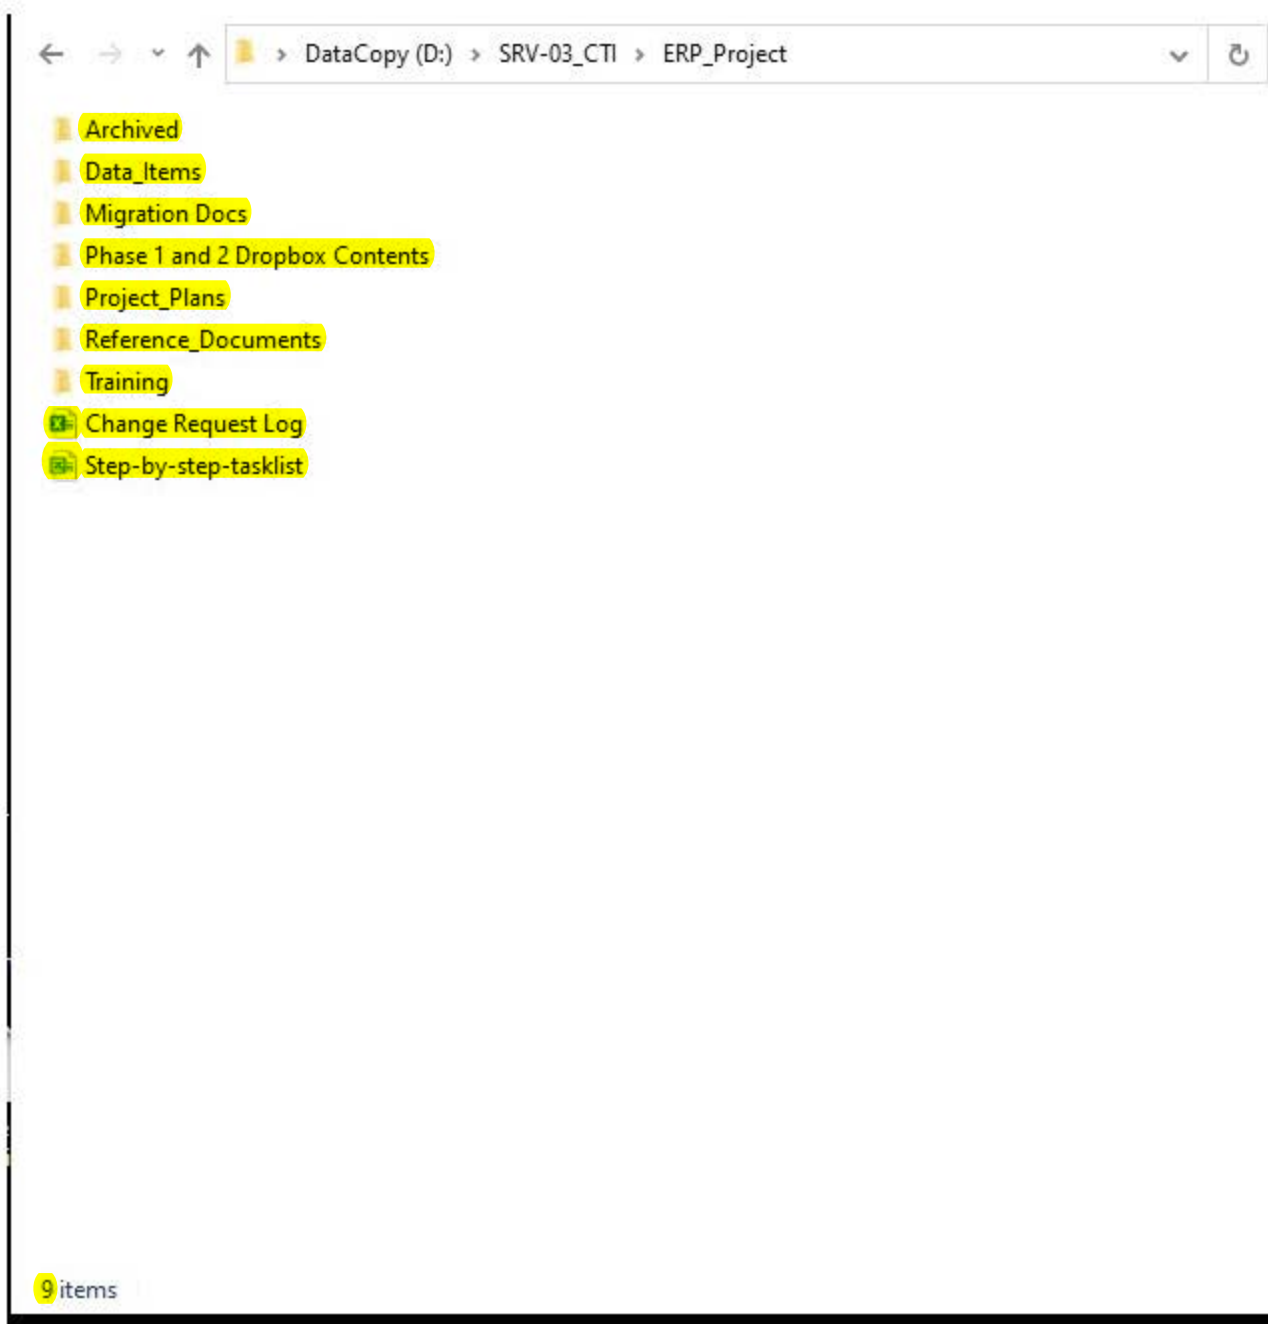 DataCopy (D:) > SRV-03_CTI > ERP_Project
Archived
Data_Items
Migration Docs
Phase 1 and 2 Dropbox Contents
Project_Plans
Reference_Documents
Training
Change Request Log
Step-by-step-tasklist
9 items